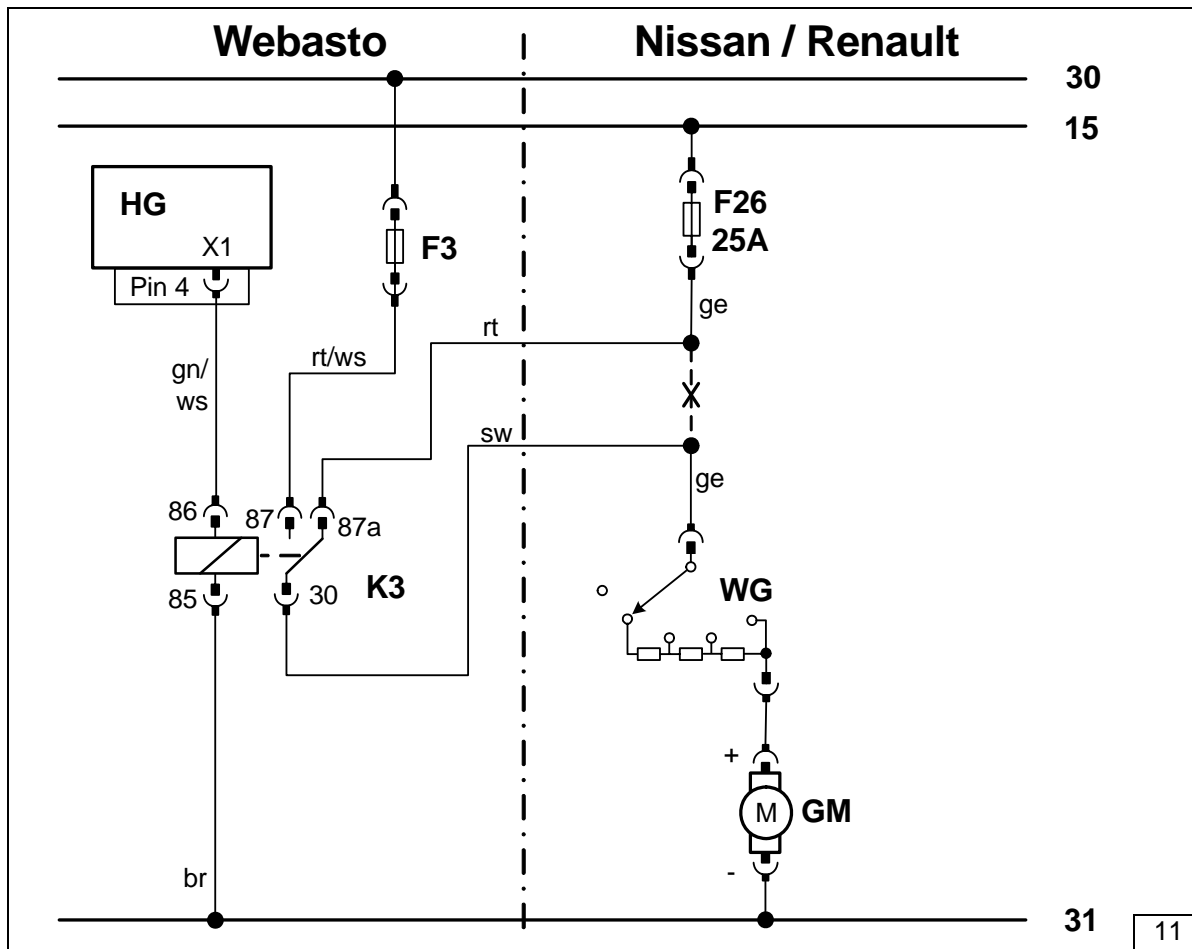 Webasto
Nissan / Renault
30
15
HG
X1
Pin 4
F3
F26
25A
ge
rt
rt/ws
gn/
ws
sw
ge
86
87
87a
85
30
K3
WG
+
M
GM
-
br
31
11